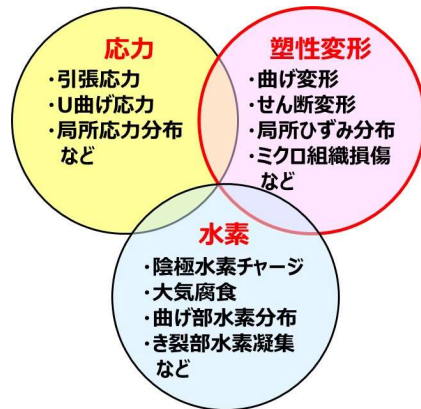 応力
・引張応力
・U曲げ応力
・局所応力分布
など
塑性変形
・曲げ変形
・せん断変形
・局所ひずみ分布
・ミクロ組織損傷
など
水素
・陰極水素チャージ
・大気腐食
・曲げ部水素分布
・き裂部水素凝集
など